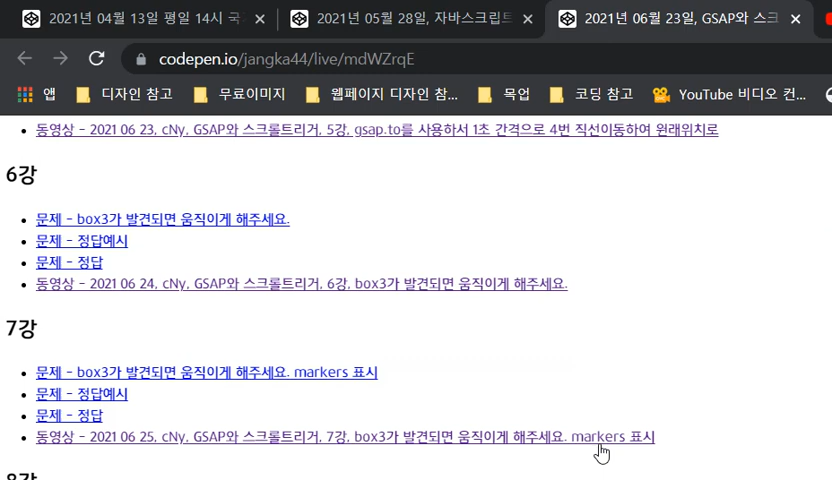 2021년 04월 13일 평일 14시 국
2021년 05월 28일, 자바스크립트
2021년 06월 23일, GSAP와 스크
codepen.io/jangka44/live/mdWZrqE
앱 디자인 참고 무료이미지 웹페이지 디자인 참... 목업 코딩 참고 YouTube 비디오 컨...
동영상 - 2021 06 23, cNy, GSAP와 스크롤트리거, 5강, gsap.to를 사용하서 1초 간격으로 4번 직선이동하여 원래위치로
6강
문제 - box3가 발견되면 움직이게 해주세요.
문제 - 정답예시
문제 - 정답
동영상 - 2021 06 24, cNy, GSAP와 스크롤트리거, 6강, box3가 발견되면 움직이게 해주세요.
7강
문제 - box3가 발견되면 움직이게 해주세요. markers 표시
문제 - 정답예시
문제 - 정답
동영상 - 2021 06 25, cNy, GSAP와 스크롤트리거, 7강, box3가 발견되면 움직이게 해주세요. markers 표시
8강